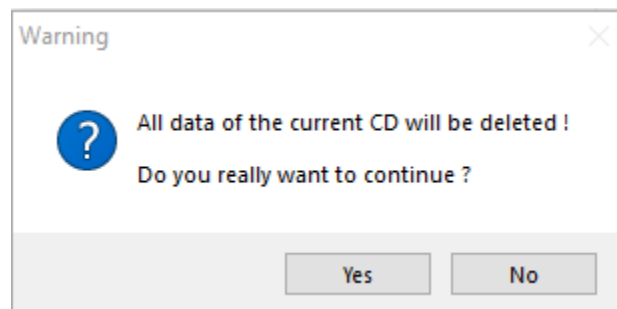 Warning
All data of the current CD will be deleted !
Do you really want to continue ?
Yes
No